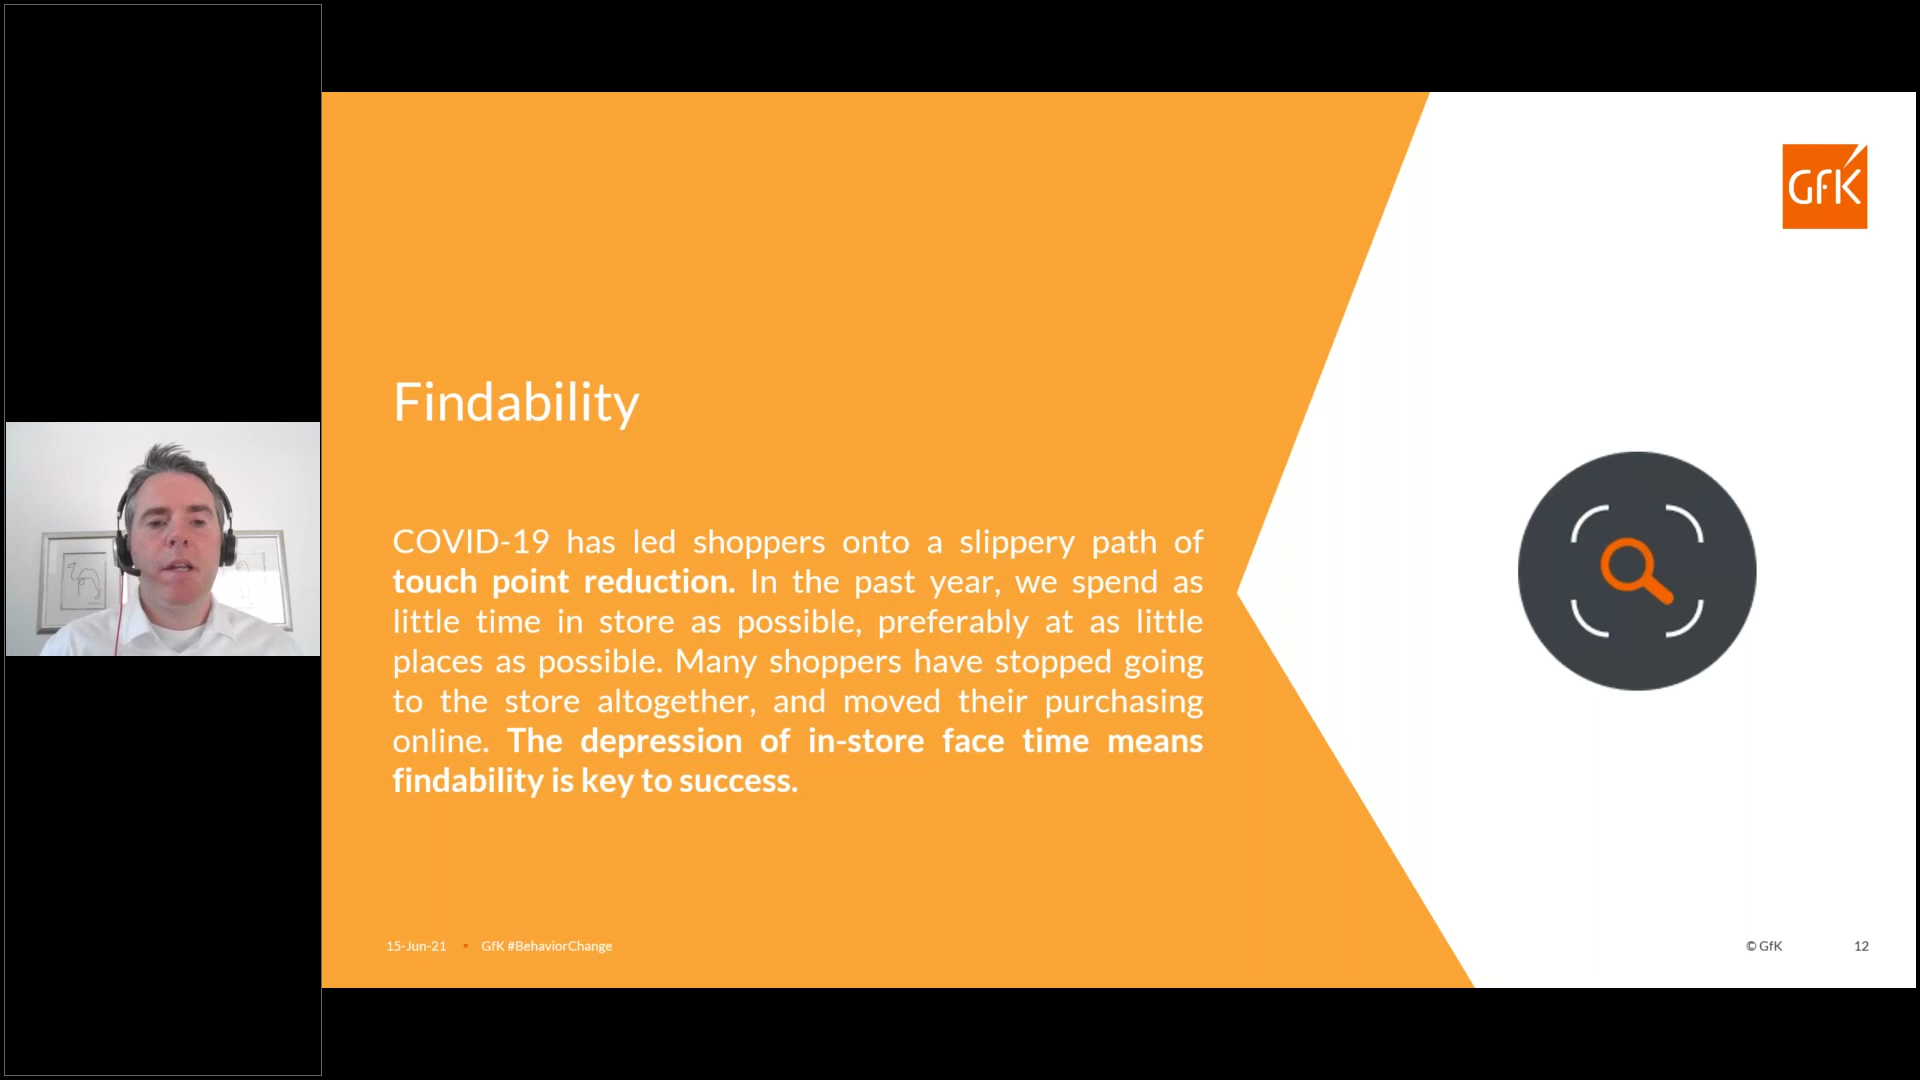 GfK
Findability
COVID-19 has led shoppers onto a slippery path of
touch point reduction. In the past year, we spend as
little time in store as possible, preferably at as little
places as possible. Many shoppers have stopped going
to the store altogether, and moved their purchasing
online. The depression of in-store face time means
findability is key to success.
15-Jun-21 ▪ GfK #BehaviorChange
© GfK 12